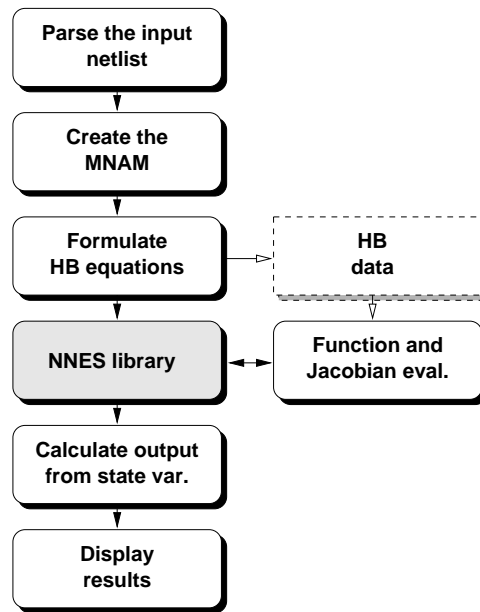 Parse the input
netlist
Create the
MNAM
Formulate
HB equations
HB
data
NNES library
Function and
Jacobian eval.
Calculate output
from state var.
Display
results